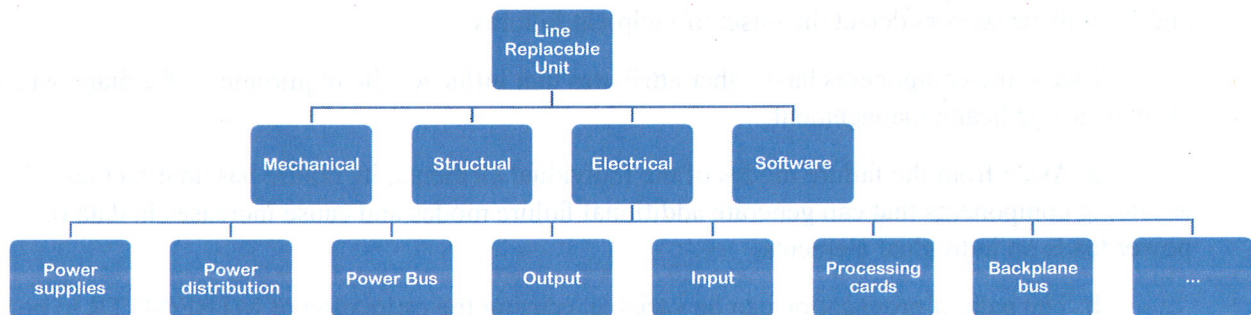 Line
Replaceble
Unit
Mechanical
Structual
Electrical
Software
Power
supplies
Power
distribution
Power Bus
Output
Input
Processing
cards
Backplane
bus
...